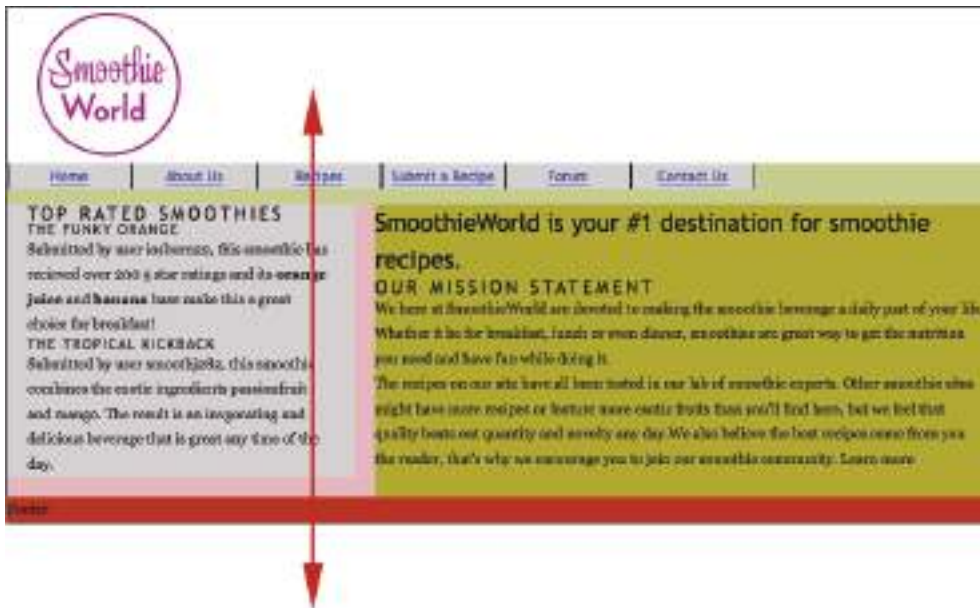 Smoothie
World
Home About Us Recipes Submit a Recipe Forum Contact Us
TOP RATED SMOOTHIES
THE FUNKY ORANGE
Submitted by user this smoothie has
recieved over 200 5 star ratings and its orange
juice and banana base make this a great
choice for breakfast!
THE TROPICAL KICKBACK
Submitted by user smoothj282, this smoothie
combines the exotic ingredients passionfruit
and mango. The result is an invgorating and
delicious beverage that is great any time of the
day.
SmoothieWorld is your #1 destination for smoothie
recipes.
OUR MISSION STATEMENT
We here at SmoothieWorld are devoted to making the smoothie beverage a daily part of your life.
Whether it be for breakfast, lunch or even dinner, smoothies are great way to get the nutrition
you need and have fun while doing it.
The recipes on our site have all been tested in our lab of smoothie experts. Other smoothie sites
might have more recipes or feature more exotic fruits than you'll find here, but we feel that
quality beats out quantity and novelty any day. We also believe the best recipes come from you
the reader, that's why we encourage you to join our smoothie community. Learn more
Footer